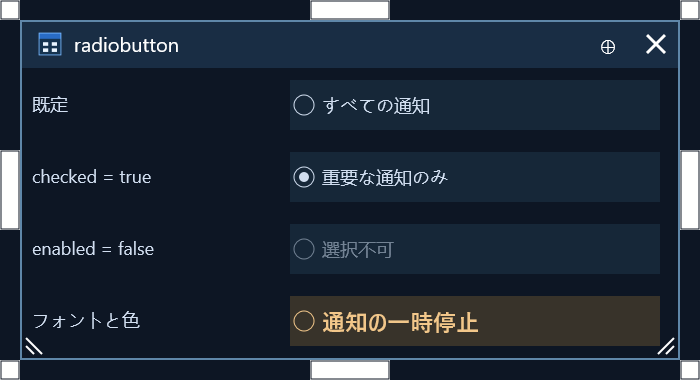 radiobutton
既定
すべての通知
checked = true
重要な通知のみ
enabled = false
選択不可
フォントと色
通知の一時停止